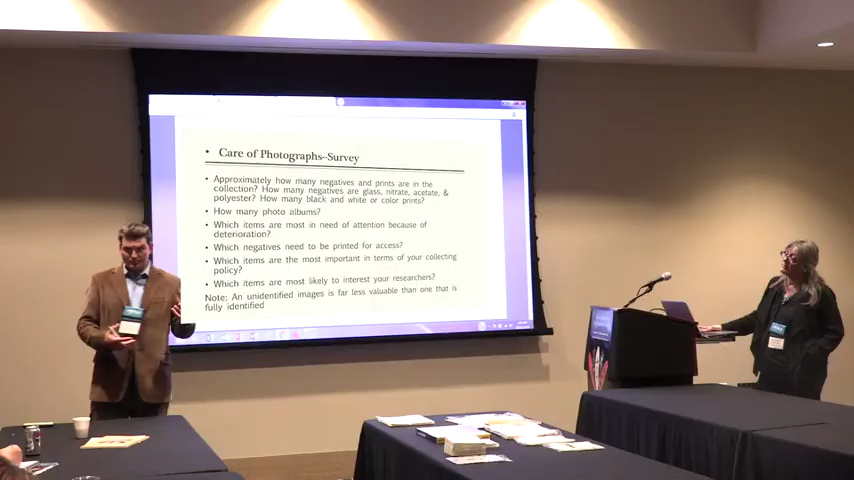 • Care of Photographs--Survey
• Approximately how many negatives and prints are in the
collection? How many negatives are glass, nitrate, acetate, &
polyester? How many black and white or color prints?
• How many photo albums?
• Which items are most in need of attention because of
deterioration?
• Which negatives need to be printed for access?
• Which items are the most important in terms of your collecting
policy?
• Which items are most likely to interest your researchers?
Note: An unidentified images is far less valuable than one that is
fully identified